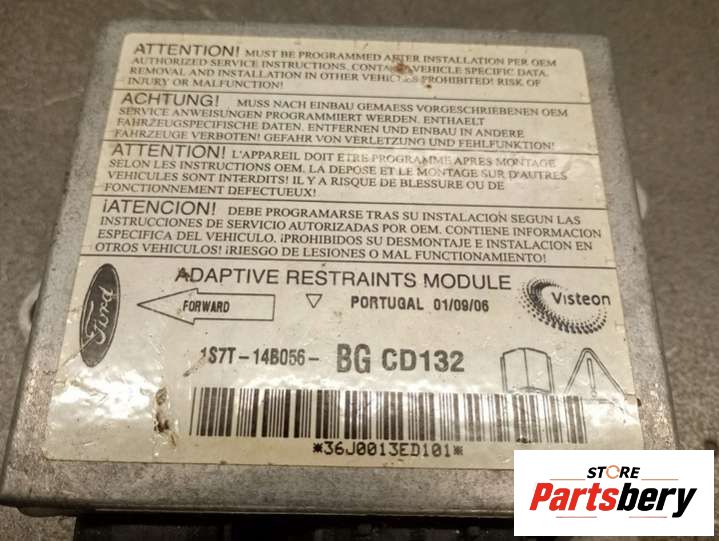 ATTENTION! MUST BE PROGRAMMED AFTER INSTALLATION PER OEM
AUTHORIZED SERVICE INSTRUCTIONS. CONTAINS VEHICLE SPECIFIC DATA.
REMOVAL AND INSTALLATION IN OTHER VEHICLES PROHIBITED! RISK OF
INJURY OR MALFUNCTION!
ACHTUNG! MUSS NACH EINBAU GEMAESS VORGESCHRIEBENEN OEM
SERVICE ANWEISUNGEN PROGRAMMIERT WERDEN. ENTHAELT
FAHRZEUGSPEZIFISCHE DATEN. ENTFERNEN UND EINBAU IN ANDERE
FAHRZEUGE VERBOTEN! GEFAHR VON VERLETZUNG UND FEHLFUNKTION!
ATTENTION! L'APPAREIL DOIT ETRE PROGRAMME APRES MONTAGE
SELON LES INSTRUCTIONS OEM. LA DEPOSE ET LE MONTAGE SUR D'AUTRES
VEHICULES SONT INTERDITS! IL Y A RISQUE DE BLESSURE OU DE
FONCTIONNEMENT DEFECTUEUX!
¡ATENCION! DEBE PROGRAMARSE TRAS SU INSTALACION SEGUN LAS
INSTRUCCIONES DE SERVICIO AUTORIZADAS POR OEM. CONTIENE INFORMACION
ESPECIFICA DEL VEHICULO. ¡PROHIBIDOS SU DESMONTAJE E INSTALACION EN
OTROS VEHICULOS! ¡RIESGO DE LESIONES O MAL FUNCIONAMIENTO!
ADAPTIVE RESTRAINTS MODULE
Ford
FORWARD
PORTUGAL 01/09/06
Visteon
1S7T-14B056- BG CD132
*36J0013ED101*
STORE
Partsbery